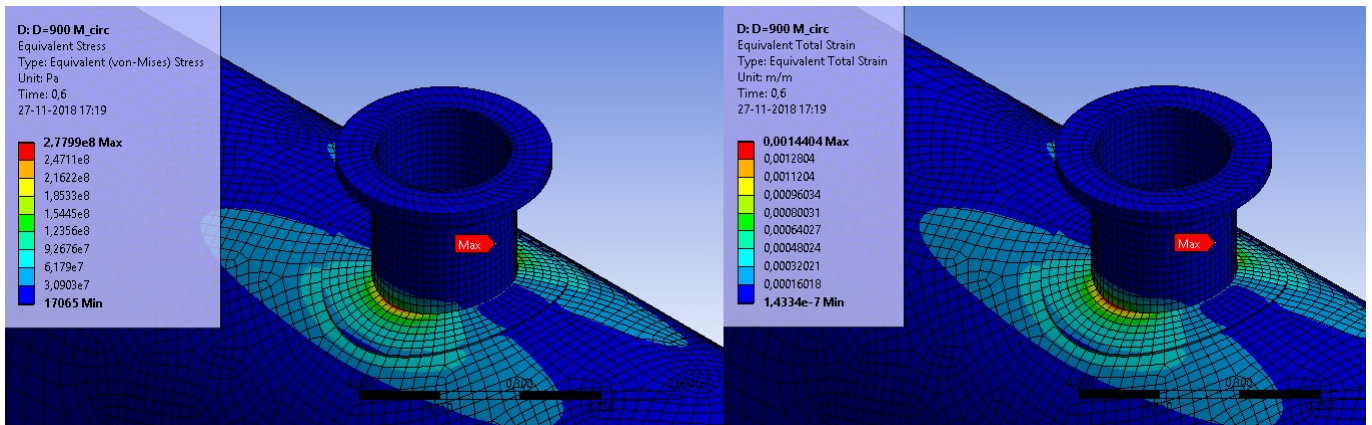 D: D=900 M_circ
Equivalent Stress
Type: Equivalent (von-Mises) Stress
Unit: Pa
Time: 0,6
27-11-2018 17:19
2,7799e8 Max
2,4711e8
2,1622e8
1,8533e8
1,5445e8
1,2356e8
9,2676e7
6,179e7
3,0903e7
17065 Min
Max
D: D=900 M_circ
Equivalent Total Strain
Type: Equivalent Total Strain
Unit: m/m
Time: 0,6
27-11-2018 17:19
0,0014404 Max
0,0012804
0,0011204
0,00096034
0,00080031
0,00064027
0,00048024
0,00032021
0,00016018
1,4334e-7 Min
Max